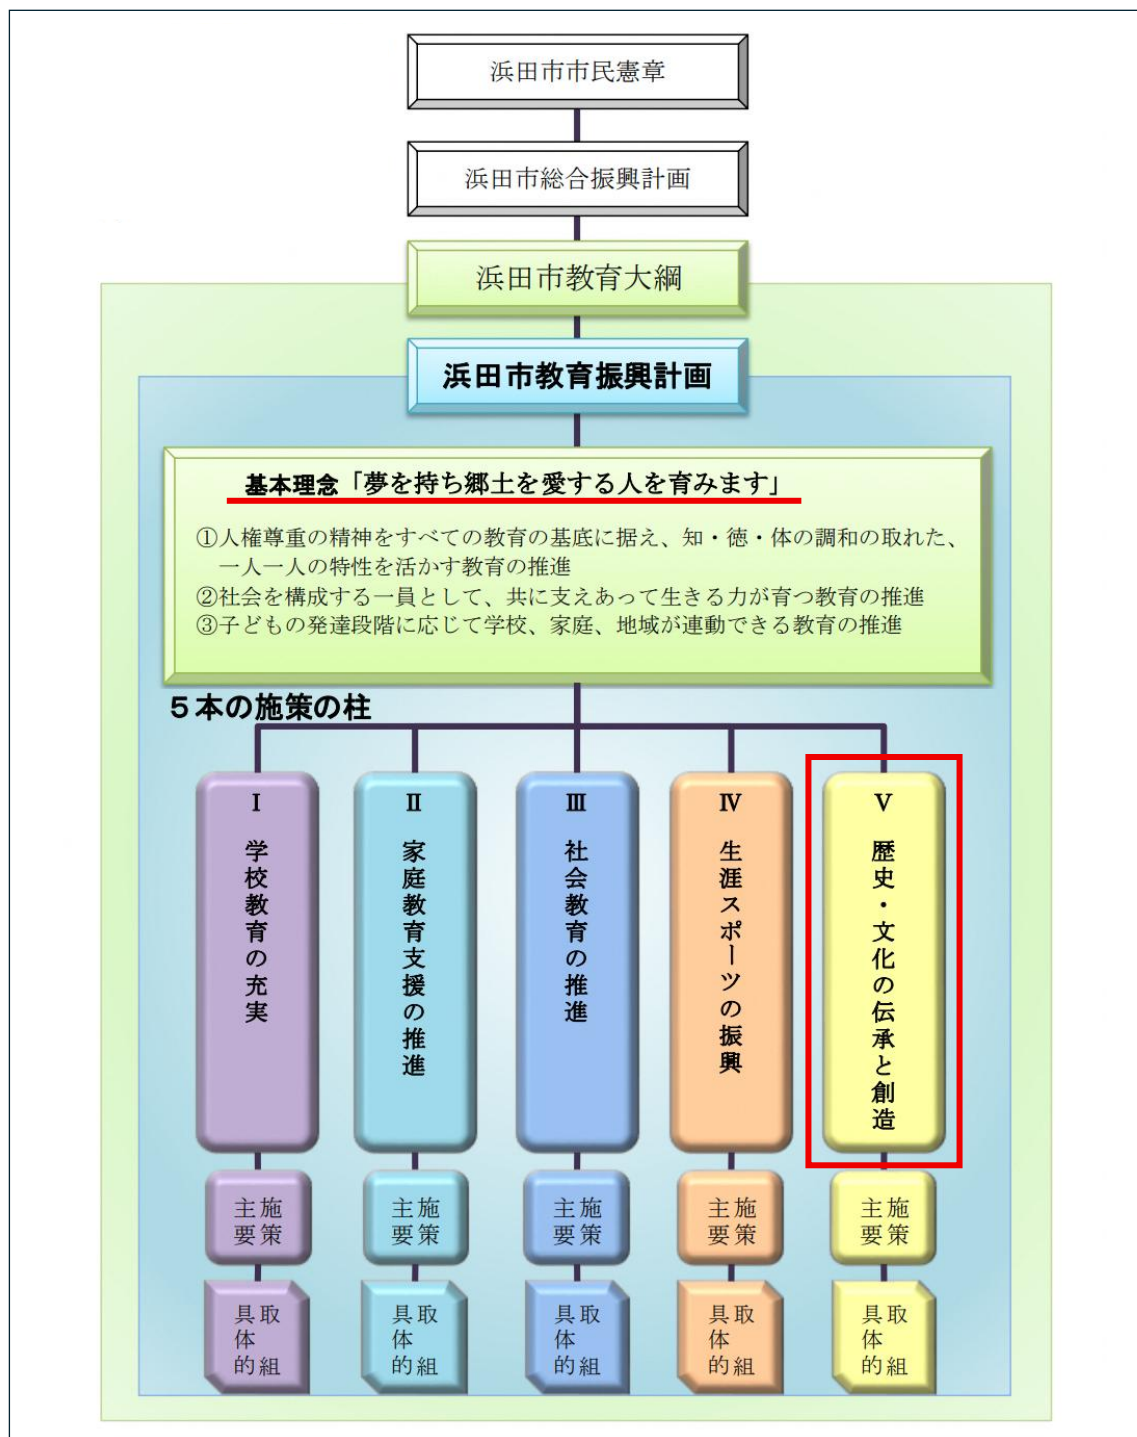 浜田市市民憲章
浜田市総合振興計画
浜田市教育大綱
浜田市教育振興計画
基本理念「夢を持ち郷土を愛する人を育みます」
①人権尊重の精神をすべての教育の基底に据え、知・徳・体の調和の取れた、
一人一人の特性を活かす教育の推進
②社会を構成する一員として、共に支えあって生きる力が育つ教育の推進
③子どもの発達段階に応じて学校、家庭、地域が連動できる教育の推進
5本の施策の柱
Ⅰ 学校教育の充実
Ⅱ 家庭教育支援の推進
Ⅲ 社会教育の推進
Ⅳ 生涯スポーツの振興
Ⅴ 歴史・文化の伝承と創造
主施
要策
主施
要策
主施
要策
主施
要策
主施
要策
具取
体
的組
具取
体
的組
具取
体
的組
具取
体
的組
具取
体
的組